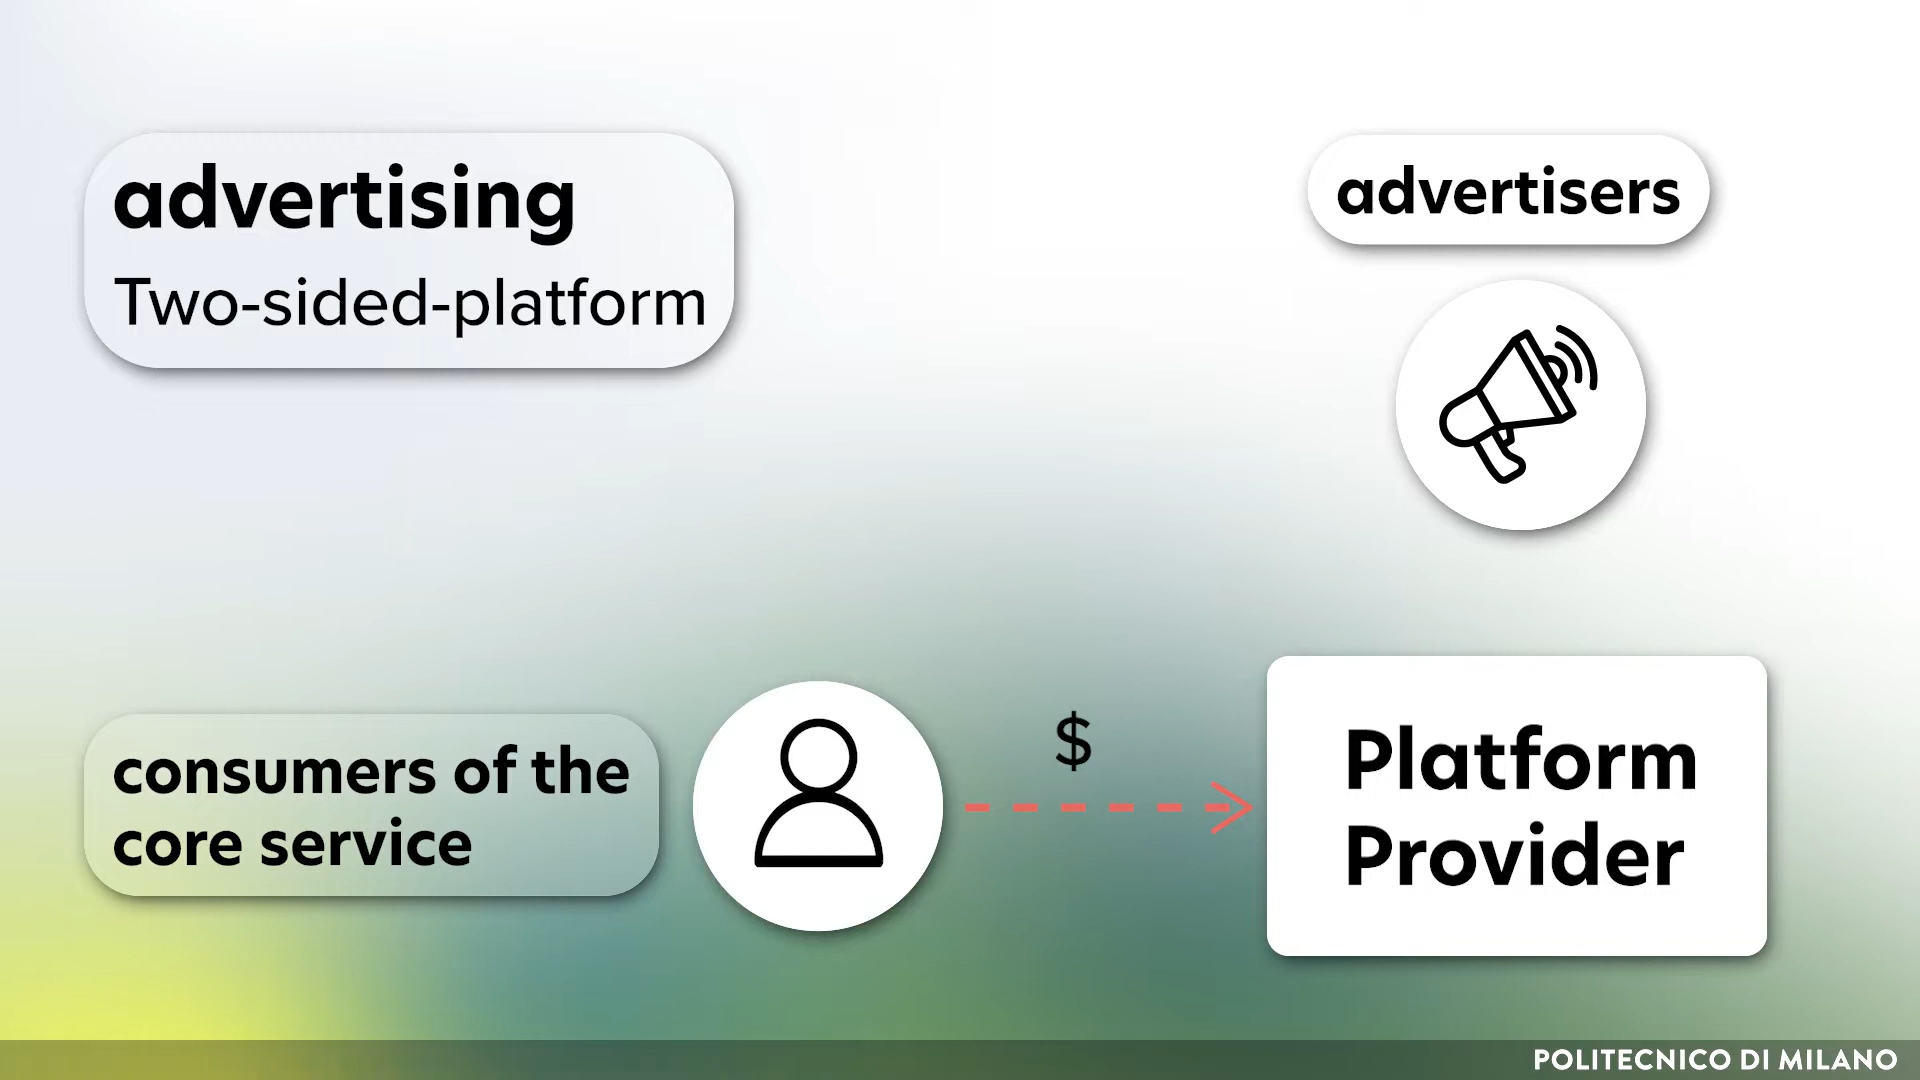 advertising
Two-sided-platform
advertisers
consumers of the
core service
$
Platform
Provider
POLITECNICO DI MILANO